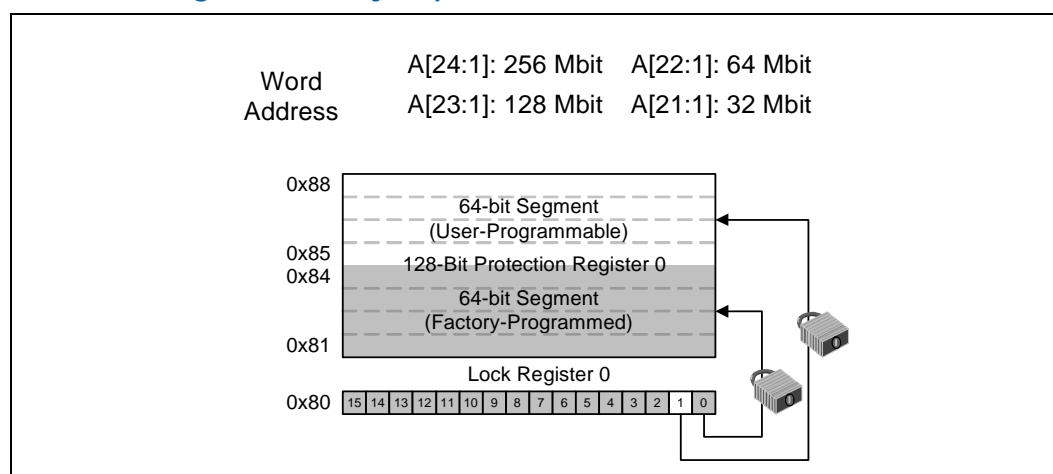 Word
Address
A[24:1]: 256 Mbit A[22:1]: 64 Mbit
A[23:1]: 128 Mbit A[21:1]: 32 Mbit
0x88
64-bit Segment
(User-Programmable)
0x85
128-Bit Protection Register 0
0x84
64-bit Segment
(Factory-Programmed)
0x81
Lock Register 0
0x80 15 14 13 12 11 10 9 8 7 6 5 4 3 2 1 0